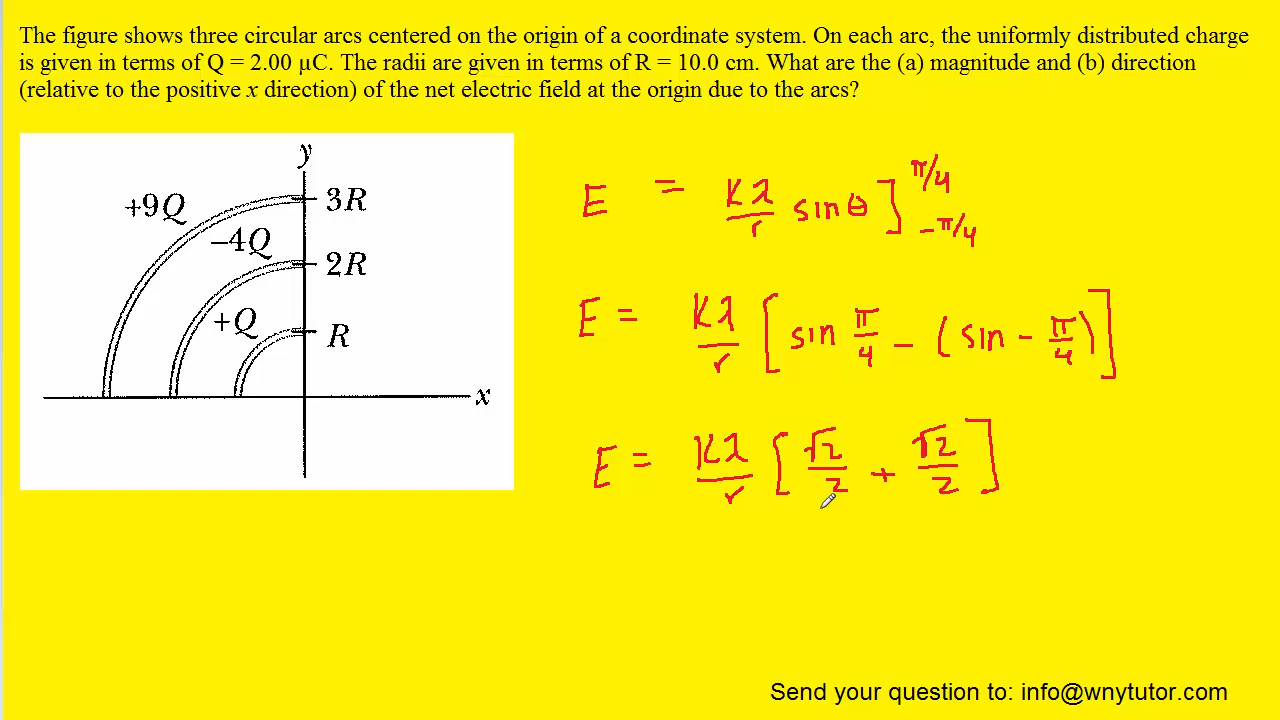 The figure shows three circular arcs centered on the origin of a coordinate system. On each arc, the uniformly distributed charge
is given in terms of Q = 2.00 µC. The radii are given in terms of R = 10.0 cm. What are the (a) magnitude and (b) direction
(relative to the positive x direction) of the net electric field at the origin due to the arcs?
y
+9Q
3R
−4Q
2R
+Q
R
x
E = Kλ/r sinθ ]^{π/4}_{-π/4}
E = Kλ/r [ sin π/4 − (sin − π/4) ]
E = Kλ/r [ √2/2 + √2/2 ]
Send your question to: info@wnytutor.com